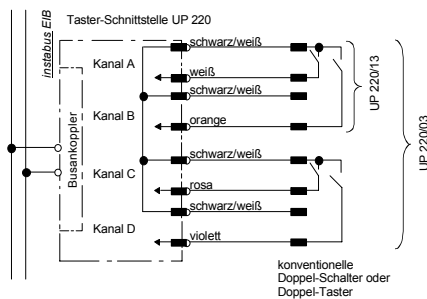 Taster-Schnittstelle UP 220
instabus EIB
schwarz/weiß
Kanal A
weiß
schwarz/weiß
Kanal B
orange
UP 220/13
UP 220/03
Busankoppler
schwarz/weiß
Kanal C
rosa
schwarz/weiß
Kanal D
violett
konventionelle
Doppel-Schalter oder
Doppel-Taster